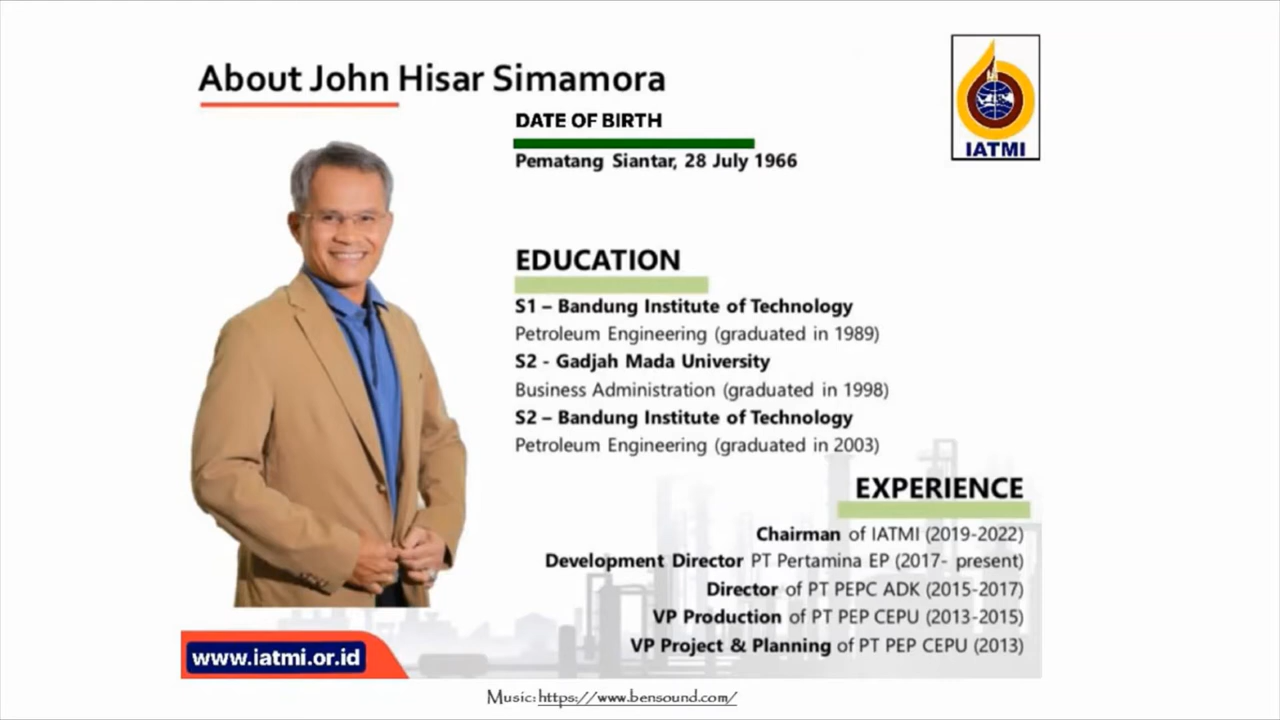 About John Hisar Simamora
IATMI
DATE OF BIRTH
Pematang Siantar, 28 July 1966
EDUCATION
S1 – Bandung Institute of Technology
Petroleum Engineering (graduated in 1989)
S2 - Gadjah Mada University
Business Administration (graduated in 1998)
S2 – Bandung Institute of Technology
Petroleum Engineering (graduated in 2003)
EXPERIENCE
Chairman of IATMI (2019-2022)
Development Director PT Pertamina EP (2017- present)
Director of PT PEPC ADK (2015-2017)
VP Production of PT PEP CEPU (2013-2015)
VP Project & Planning of PT PEP CEPU (2013)
www.iatmi.or.id
Music: https://www.bensound.com/